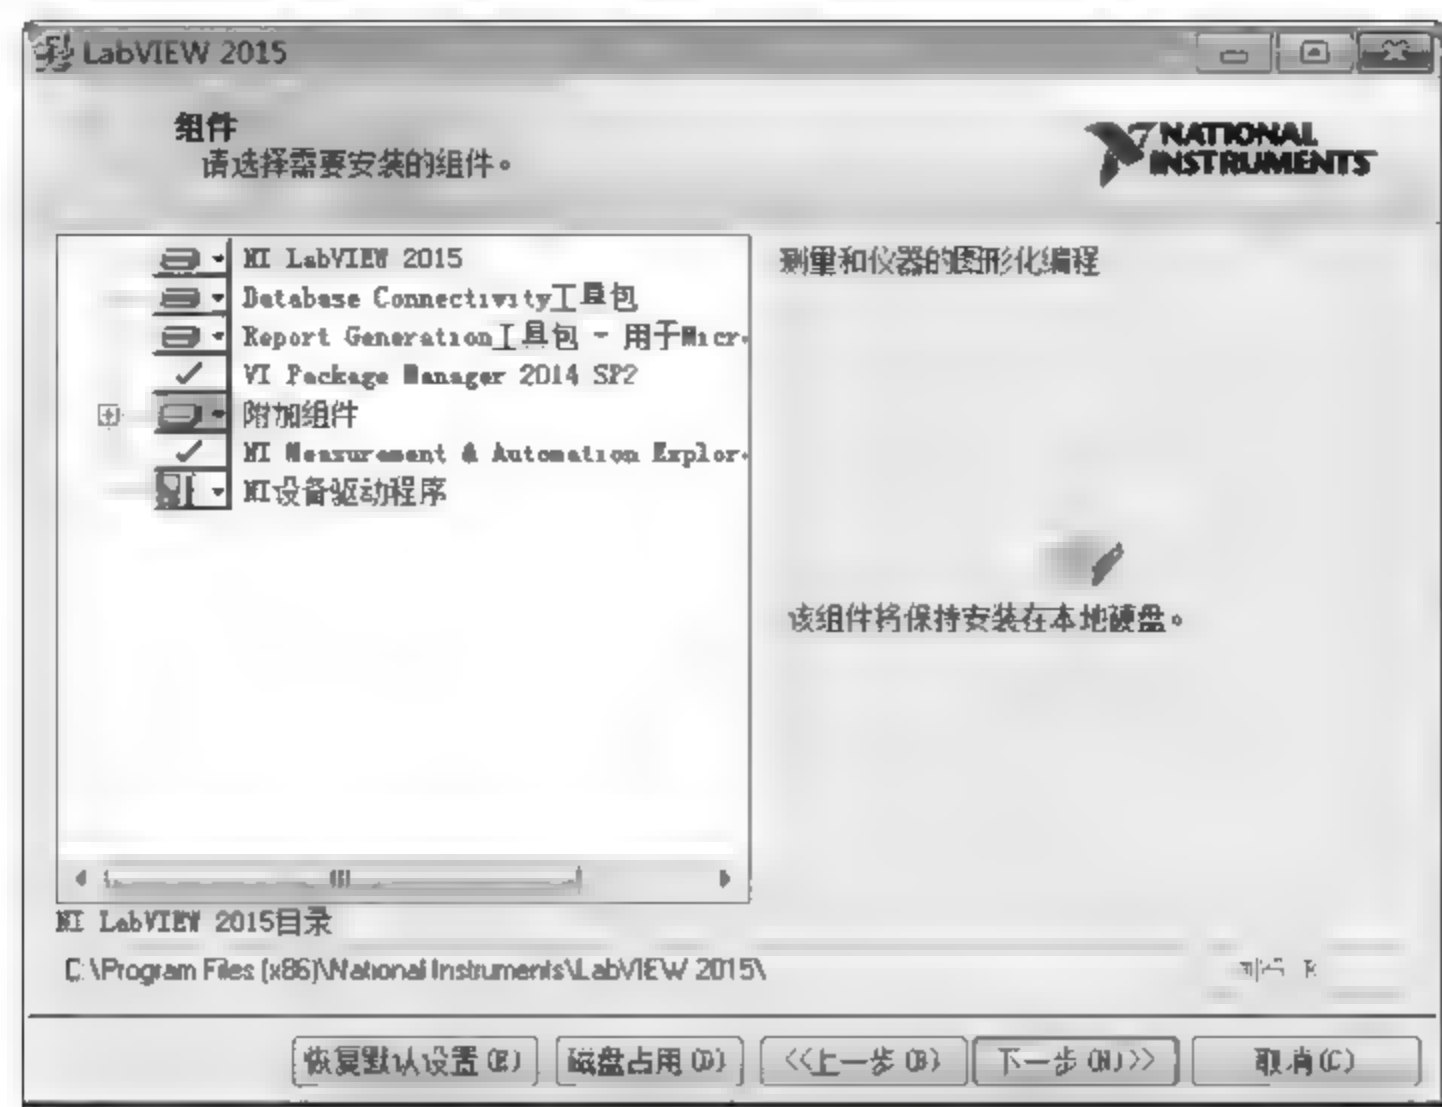 LabVIEW 2015
组件
请选择需要安装的组件。
NATIONAL
INSTRUMENTS
NI LabVIEW 2015
Database Connectivity工具包
Report Generation工具包 - 用于Micr
VI Package Manager 2014 SP2
附加组件
NI Measurement & Automation Explor
NI设备驱动程序
测量和仪器的图形化编程
该组件将保持安装在本地硬盘。
NI LabVIEW 2015目录
C:\Program Files (x86)\National Instruments\LabVIEW 2015\
恢复默认设置(E)
磁盘占用(D)
<<上一步(B)
下一步(N)>>
取消(C)